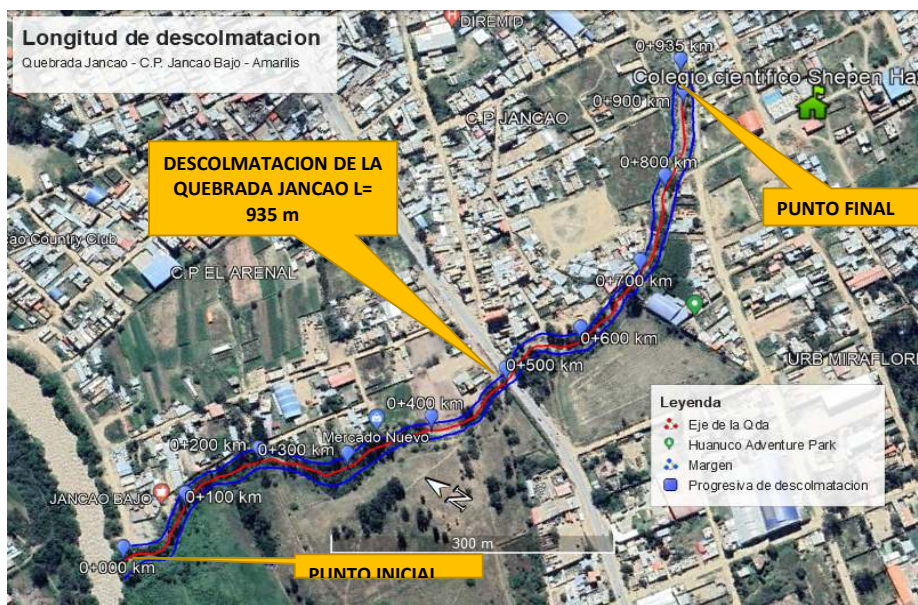 Longitud de descolmatacion
Quebrada Jancao - C.P. Jancao Bajo - Amarilis
DIREMID
0+935 km
Colegio cientifico Shepen Ha
0+900 km
C.P JANCAO
DESCOLMATACION DE LA
QUEBRADA JANCAO L=
935 m
0+800 km
PUNTO FINAL
ao Country Club
C.P EL ARENAL
0+700 km
0+600 km
0+500 km
URB MIRAFLORE
0+400 km
Leyenda
Eje de la Qda
Huanuco Adventure Park
Margen
Progresiva de descolmatacion
Mercado Nuevo
0+200 km
0+300 km
JANCAO BAJO
0+100 km
N
300 m
0+000 km
PUNTO INICIAL